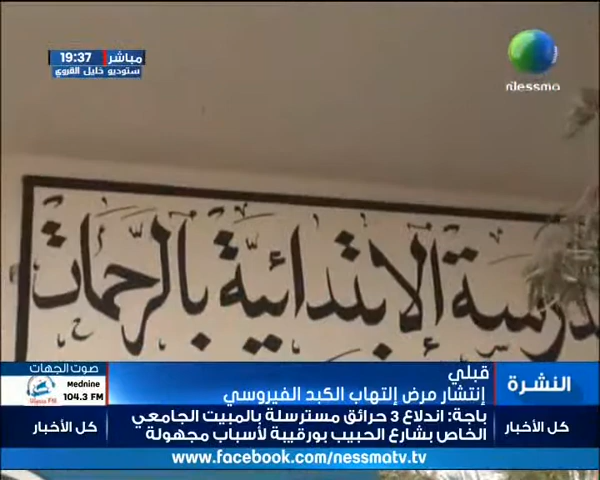 مباشر 19:37
ستوديو خليل القروي
nessma
درسة الابتدائية بالرحمات
صوت الجهات
Mednine
104.3 FM
النشرة
قبلي
إنتشار مرض إلتهاب الكبد الفيروسي
كل الأخبار
باجة: اندلاع 3 حرائق مسترسلة بالمبيت الجامعي
الخاص بشارع الحبيب بورقيبة لأسباب مجهولة
كل الأخبار
www.facebook.com/nessmatv.tv